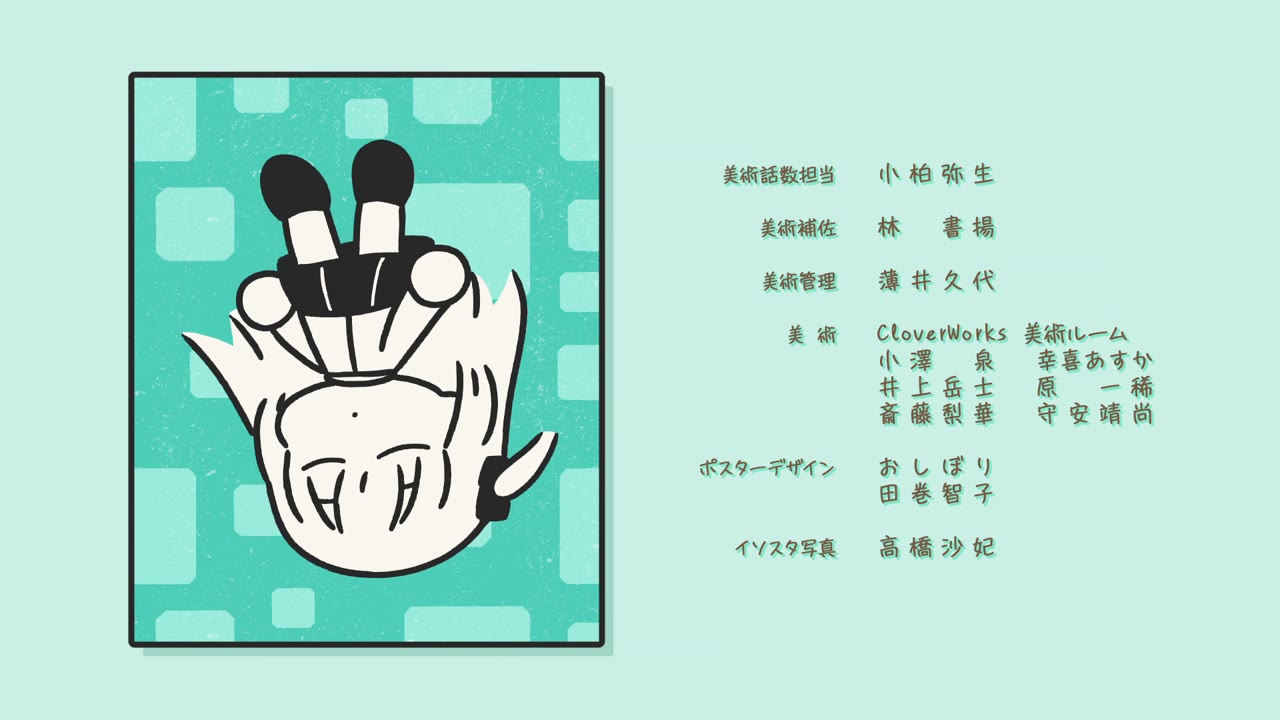 美術話数担当 小柏弥生
美術補佐 林 書揚
美術管理 薄井久代
美術 CloverWorks 美術ルーム
小澤 泉 幸喜あすか
井上岳士 原 一稀
斎藤梨華 守安靖尚
ポスターデザイン おしぼり
田巻智子
イソスタ写真 高橋沙妃